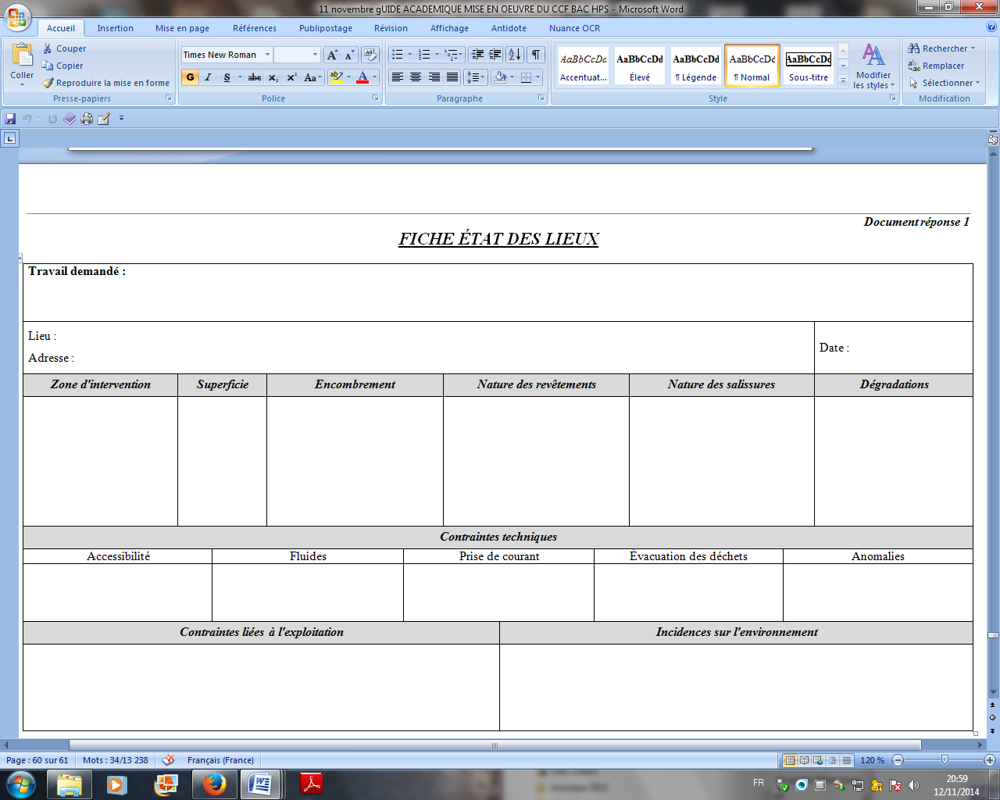 11 novembre gUIDE ACADEMIQUE MISE EN OEUVRE DU CCF BAC HPS - Microsoft Word
Accueil Insertion Mise en page Références Publipostage Révision Affichage Antidote Nuance OCR
Coller
Couper
Copier
Reproduire la mise en forme
Presse-papiers
Times New Roman
G I S abc x₂ x² Aa
Police
Paragraphe
AaBbCcDd AaBbCcDd AaBbCcDd AaBbCcDd AaBbCcDd
Accentuat... Élevé ¶ Légende ¶ Normal Sous-titre
Modifier les styles
Style
Rechercher
Remplacer
Sélectionner
Modification
Document réponse 1
FICHE ÉTAT DES LIEUX
Travail demandé :
Lieu :
Adresse :
Date :
Zone d'intervention Superficie Encombrement Nature des revêtements Nature des salissures Dégradations
Contraintes techniques
Accessibilité Fluides Prise de courant Évacuation des déchets Anomalies
Contraintes liées à l'exploitation Incidences sur l'environnement
Page : 60 sur 61 Mots : 34/13 238 Français (France) 120 %
FR 20:59
12/11/2014